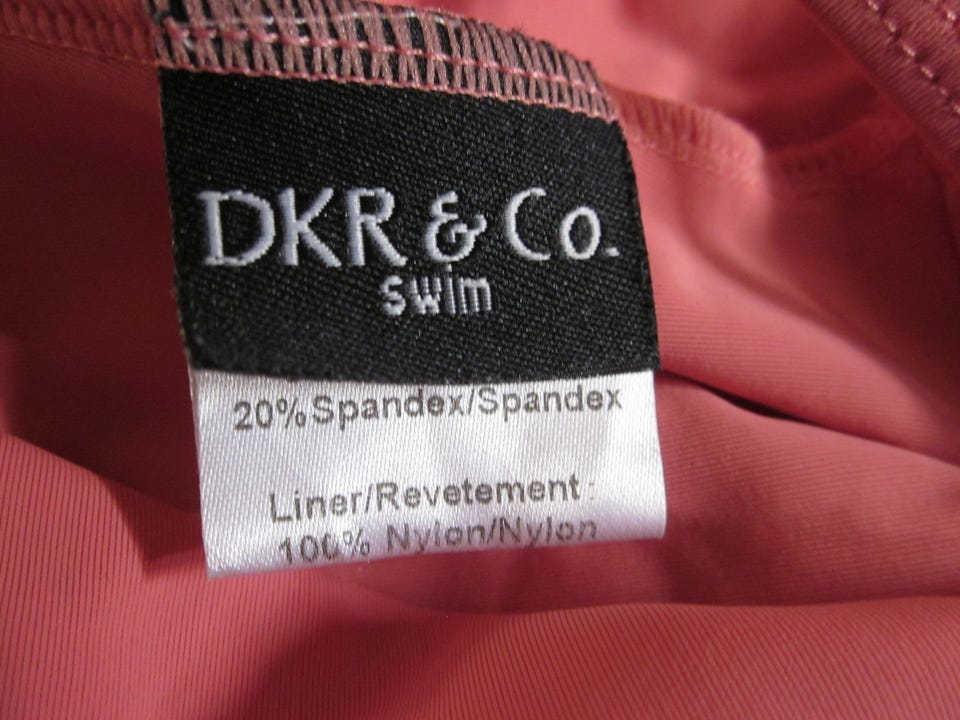 DKR & Co.
swim
20%Spandex/Spandex
Liner/Revetement:
100% Nylon/Nylon